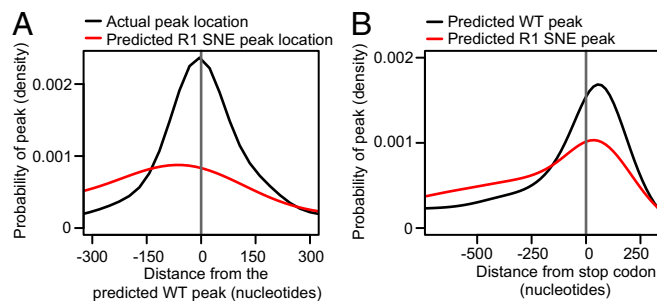 A
Actual peak location
Predicted R1 SNE peak location
Probability of peak (density)
0.002
0.001
0
-300
-150
0
150
300
Distance from the
predicted WT peak (nucleotides)
B
Predicted WT peak
Predicted R1 SNE peak
Probability of peak (density)
0.002
0.001
0
-500
-250
0
250
Distance from stop codon
(nucleotides)